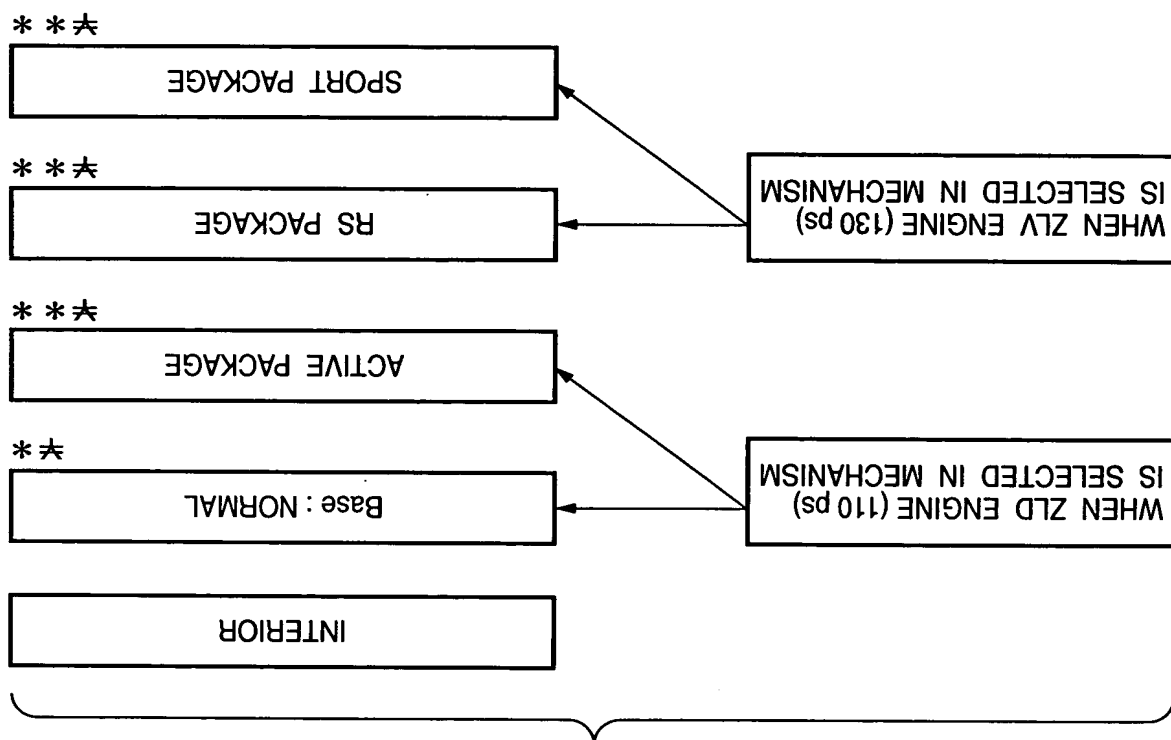 INTERIOR
WHEN ZLD ENGINE (110 ps)
IS SELECTED IN MECHANISM
Base : NORMAL
¥ *
ACTIVE PACKAGE
¥ * *
WHEN ZLV ENGINE (130 ps)
IS SELECTED IN MECHANISM
RS PACKAGE
¥ * *
SPORT PACKAGE
¥ * *